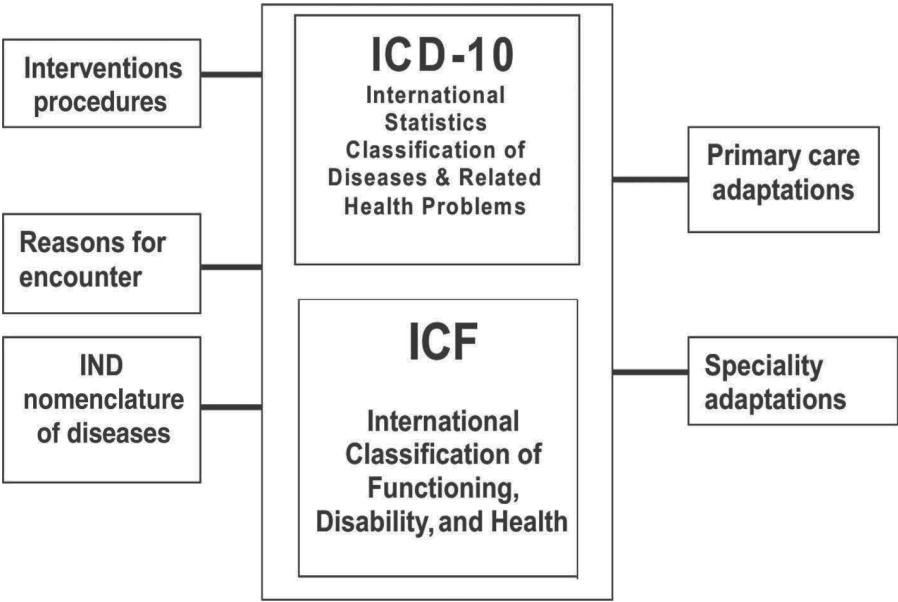 Interventions
procedures
Reasons for
encounter
IND
nomenclature
of diseases
ICD-10
International
Statistics
Classification of
Diseases & Related
Health Problems
ICF
International
Classification of
Functioning,
Disability, and Health
Primary care
adaptations
Speciality
adaptations